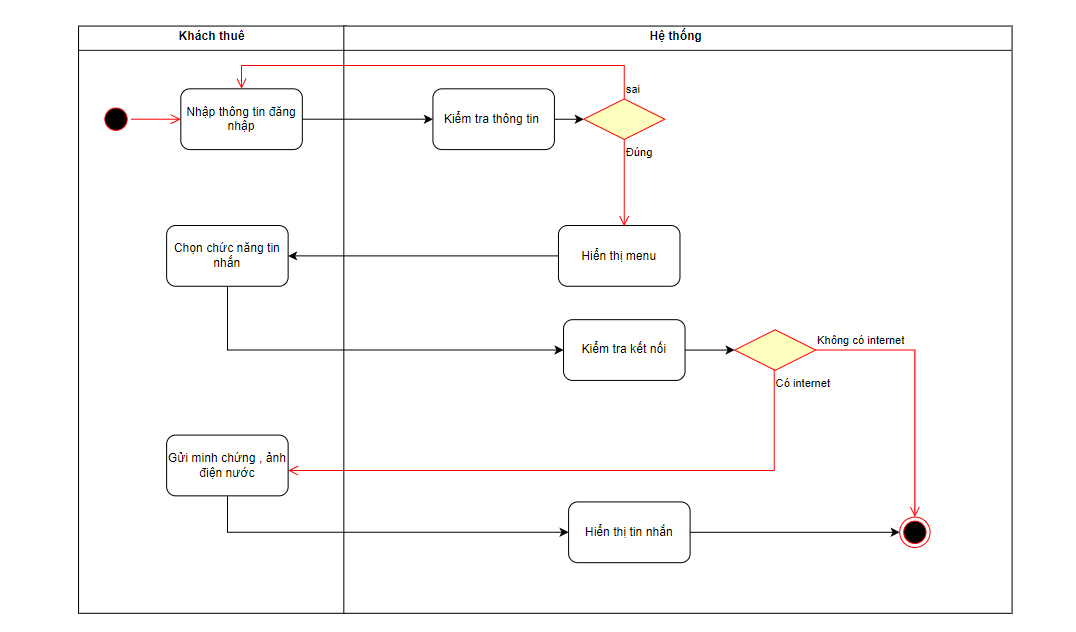 Khách thuê
Hệ thống
sai
Nhập thông tin đăng
nhập
Kiểm tra thông tin
Đúng
Chọn chức năng tin
nhắn
Hiển thị menu
Kiểm tra kết nối
Không có internet
Có internet
Gửi minh chứng , ảnh
điện nước
Hiển thị tin nhắn